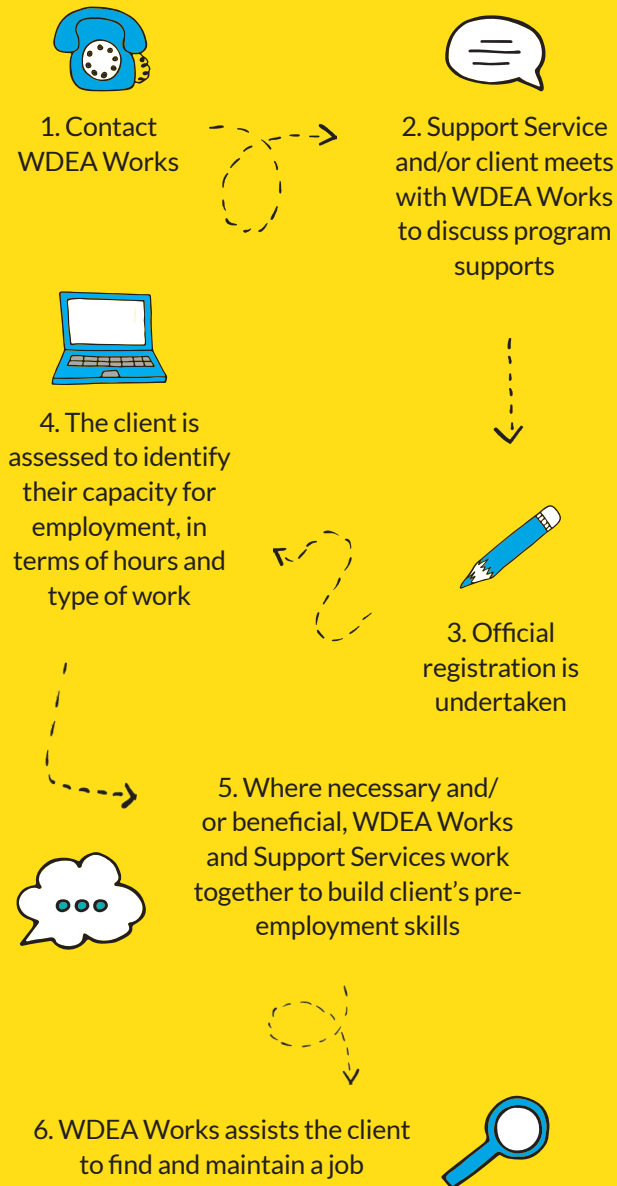 1. Contact
WDEA Works
2. Support Service
and/or client meets
with WDEA Works
to discuss program
supports
3. Official
registration is
undertaken
4. The client is
assessed to identify
their capacity for
employment, in
terms of hours and
type of work
5. Where necessary and/
or beneficial, WDEA Works
and Support Services work
together to build client's pre-
employment skills
6. WDEA Works assists the client
to find and maintain a job